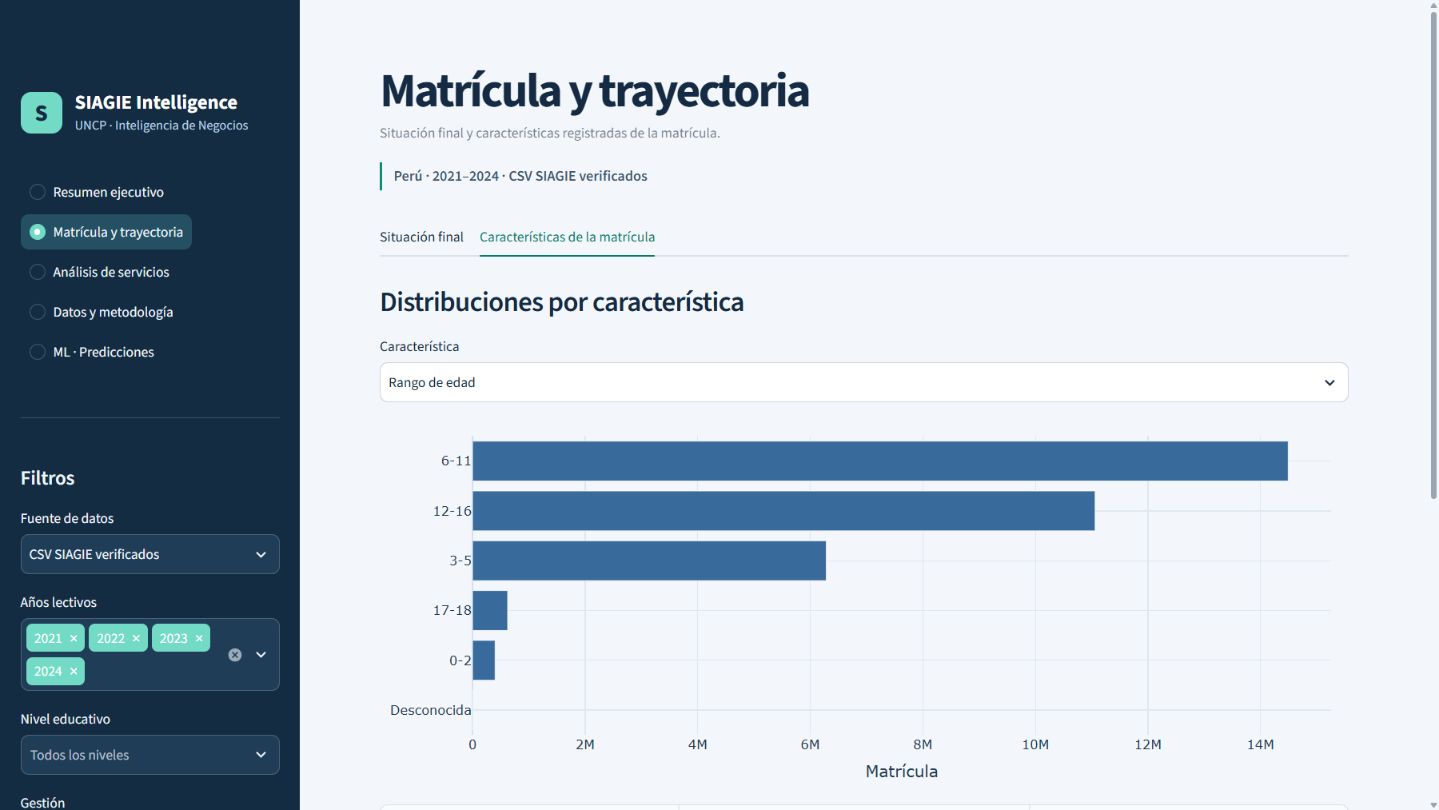 S
SIAGIE Intelligence
UNCP · Inteligencia de Negocios
Resumen ejecutivo
Matrícula y trayectoria
Análisis de servicios
Datos y metodología
ML · Predicciones
Filtros
Fuente de datos
CSV SIAGIE verificados
Años lectivos
2021 × 2022 × 2023 ×
2024 ×
Nivel educativo
Todos los niveles
Gestión
Matrícula y trayectoria
Situación final y características registradas de la matrícula.
Perú · 2021–2024 · CSV SIAGIE verificados
Situación final Características de la matrícula
Distribuciones por característica
Característica
Rango de edad
6-11
12-16
3-5
17-18
0-2
Desconocida
0 2M 4M 6M 8M 10M 12M 14M
Matrícula